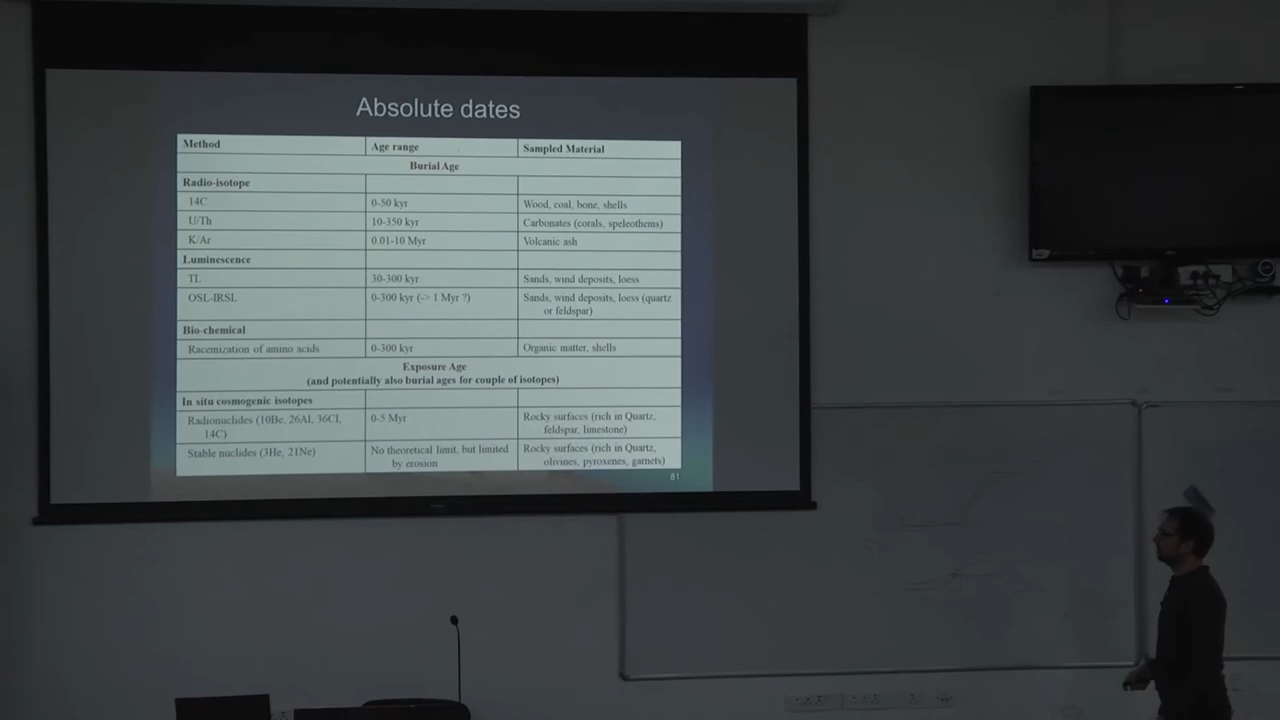 Absolute dates
Method Age range Sampled Material
Burial Age
Radio-isotope
14C 0-50 kyr Wood, coal, bone, shells
U/Th 10-350 kyr Carbonates (corals, speleothems)
K/Ar 0.01-10 Myr Volcanic ash
Luminescence
TL 30-300 kyr Sands, wind deposits, loess
OSL-IRSL 0-300 kyr (-> 1 Myr ?) Sands, wind deposits, loess (quartz
or feldspar)
Bio-chemical
Racemization of amino acids 0-300 kyr Organic matter, shells
Exposure Age
(and potentially also burial ages for couple of isotopes)
In situ cosmogenic isotopes
Radionuclides (10Be, 26Al, 36Cl, 0-5 Myr Rocky surfaces (rich in Quartz,
14C) feldspar, limestone)
Stable nuclides (3He, 21Ne) No theoretical limit, but limited Rocky surfaces (rich in Quartz,
by erosion olivines, pyroxenes, garnets)
81